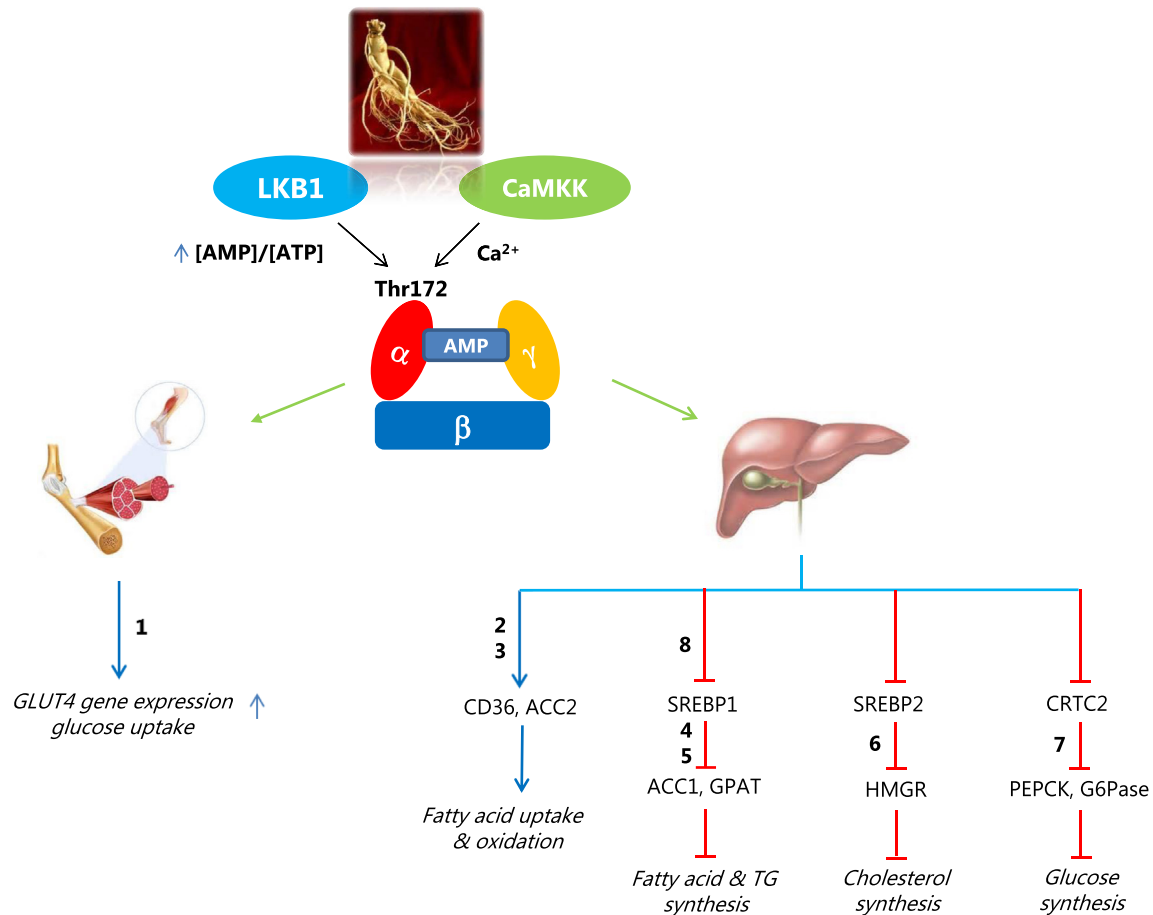 LKB1
CaMKK
↑ [AMP]/[ATP]
Ca²⁺
Thr172
α
AMP
γ
β
1
GLUT4 gene expression
glucose uptake ↑
2
3
CD36, ACC2
Fatty acid uptake
& oxidation
8
SREBP1
4
5
ACC1, GPAT
Fatty acid & TG
synthesis
SREBP2
6
HMGR
Cholesterol
synthesis
CRTC2
7
PEPCK, G6Pase
Glucose
synthesis